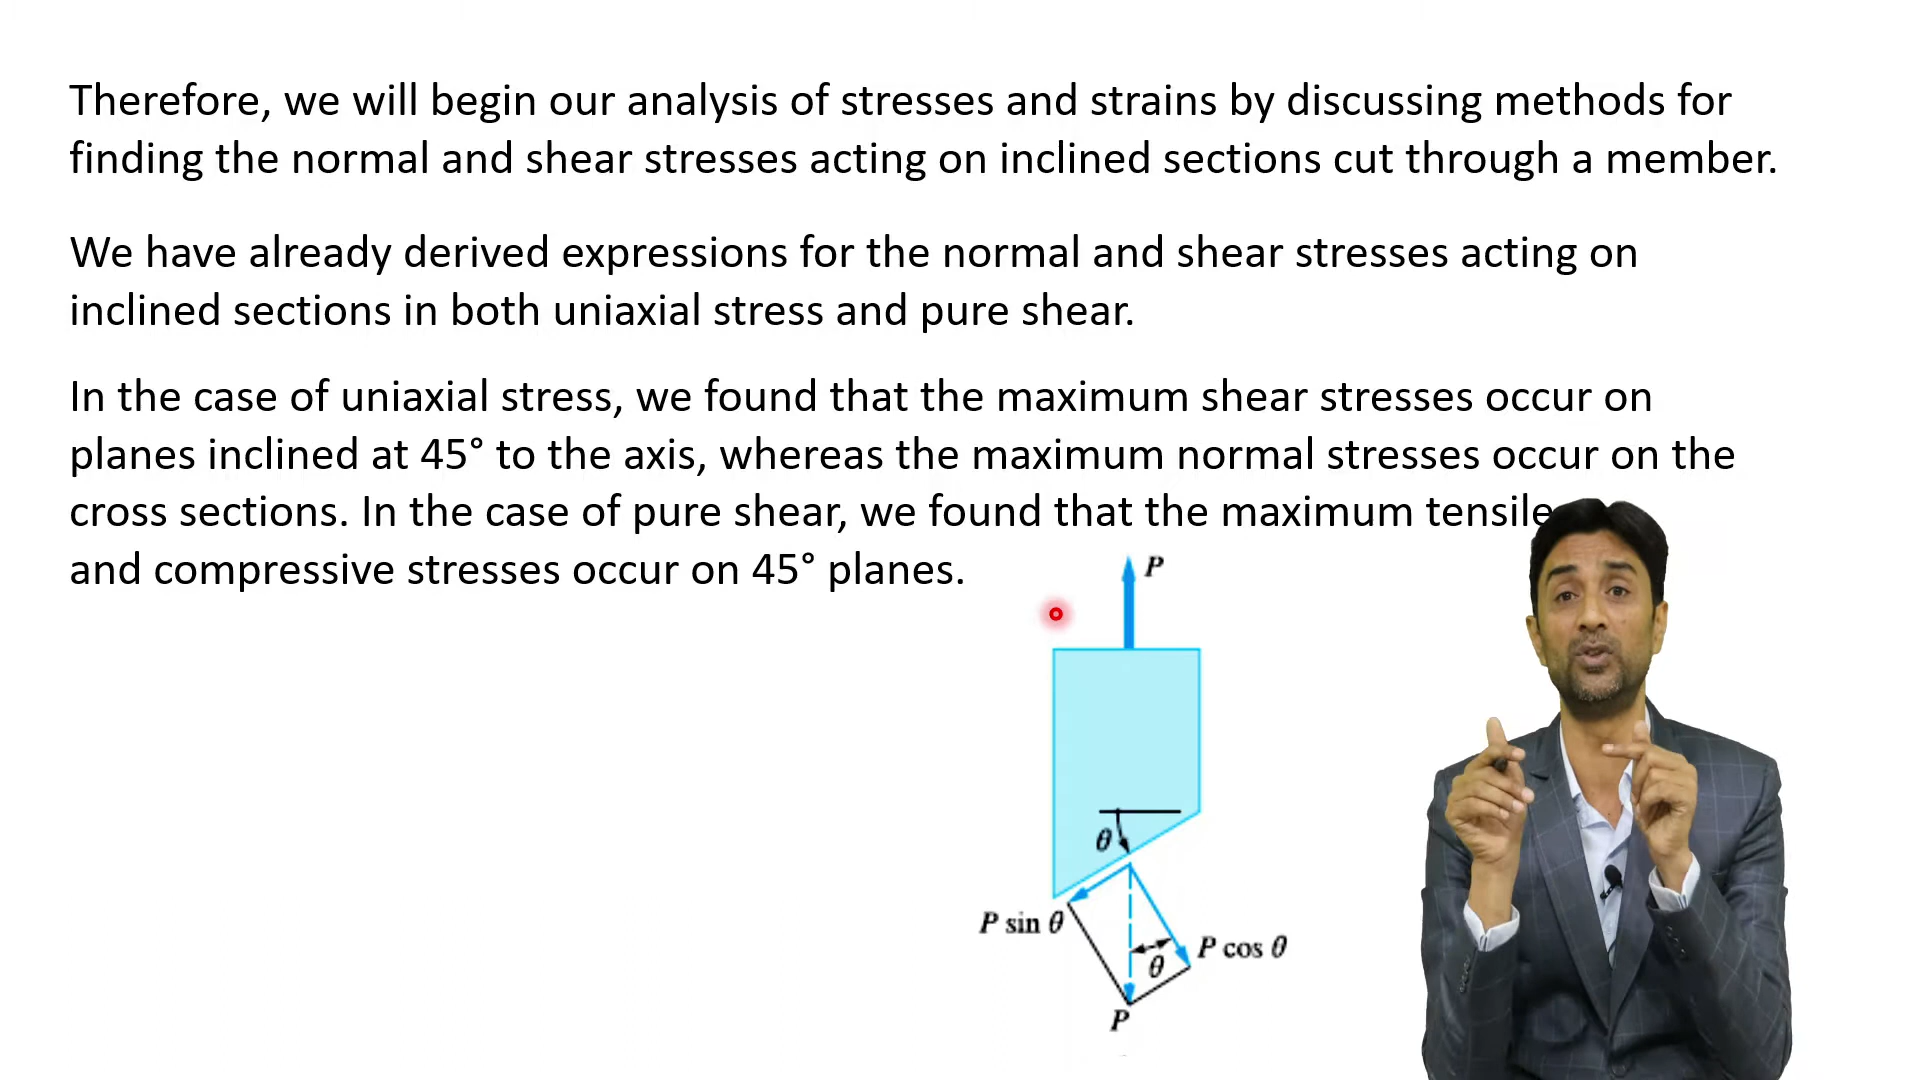 Therefore, we will begin our analysis of stresses and strains by discussing methods for
finding the normal and shear stresses acting on inclined sections cut through a member.
We have already derived expressions for the normal and shear stresses acting on
inclined sections in both uniaxial stress and pure shear.
In the case of uniaxial stress, we found that the maximum shear stresses occur on
planes inclined at 45° to the axis, whereas the maximum normal stresses occur on the
cross sections. In the case of pure shear, we found that the maximum tensile
and compressive stresses occur on 45° planes.
P
θ
P sin θ
P cos θ
θ
P